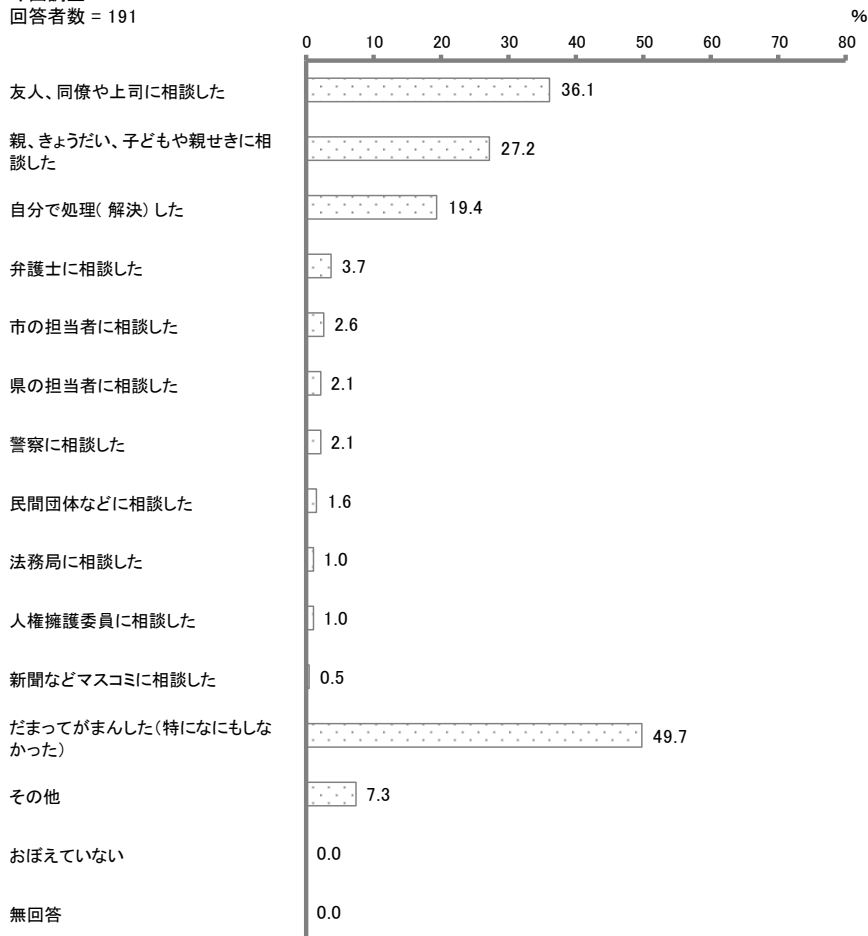 回答者数 = 191
%
0 10 20 30 40 50 60 70 80
友人、同僚や上司に相談した 36.1
親、きょうだい、子どもや親せきに相
談した 27.2
自分で処理( 解決) した 19.4
弁護士に相談した 3.7
市の担当者に相談した 2.6
県の担当者に相談した 2.1
警察に相談した 2.1
民間団体などに相談した 1.6
法務局に相談した 1.0
人権擁護委員に相談した 1.0
新聞などマスコミに相談した 0.5
だまってがまんした（特になにもしな
かった） 49.7
その他 7.3
おぼえていない 0.0
無回答 0.0